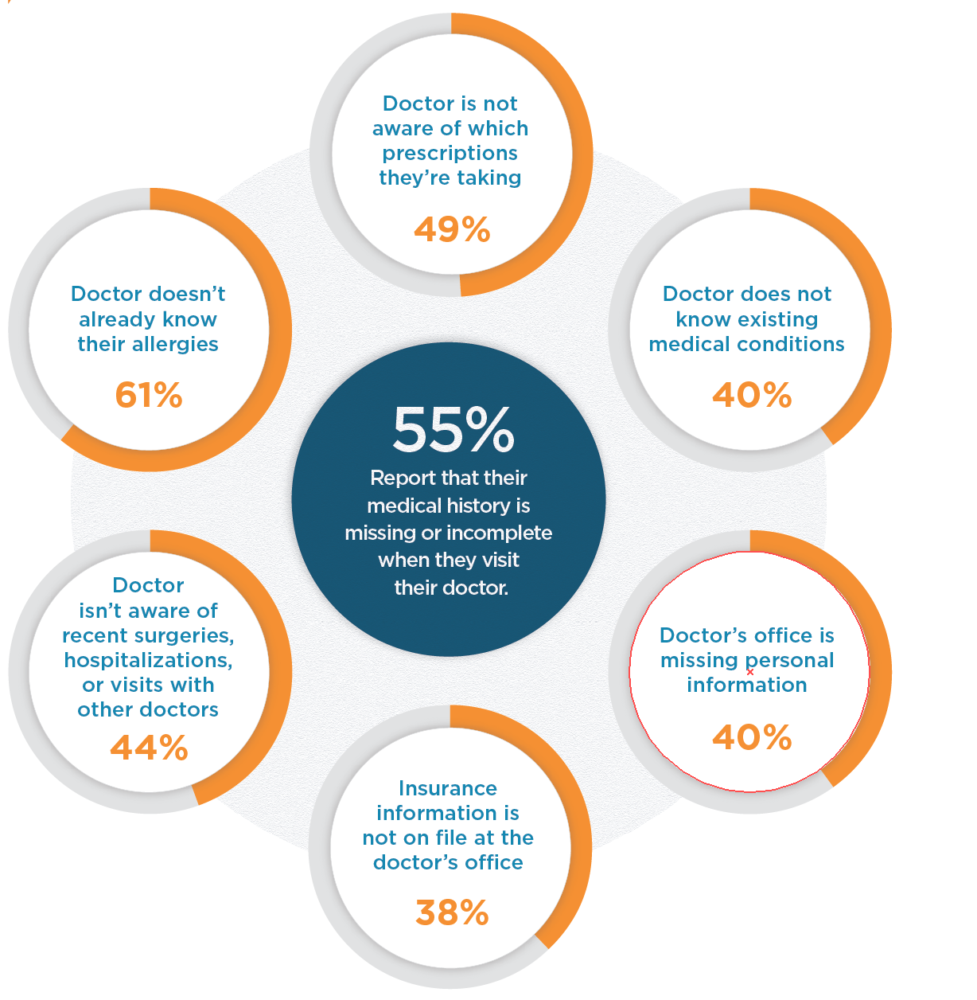 Doctor is not
aware of which
prescriptions
they're taking
49%
Doctor doesn't
already know
their allergies
61%
Doctor does not
know existing
medical conditions
40%
55%
Report that their
medical history is
missing or incomplete
when they visit
their doctor.
Doctor
isn't aware of
recent surgeries,
hospitalizations,
or visits with
other doctors
44%
Doctor's office is
missing personal
information
40%
Insurance
information is
not on file at the
doctor's office
38%